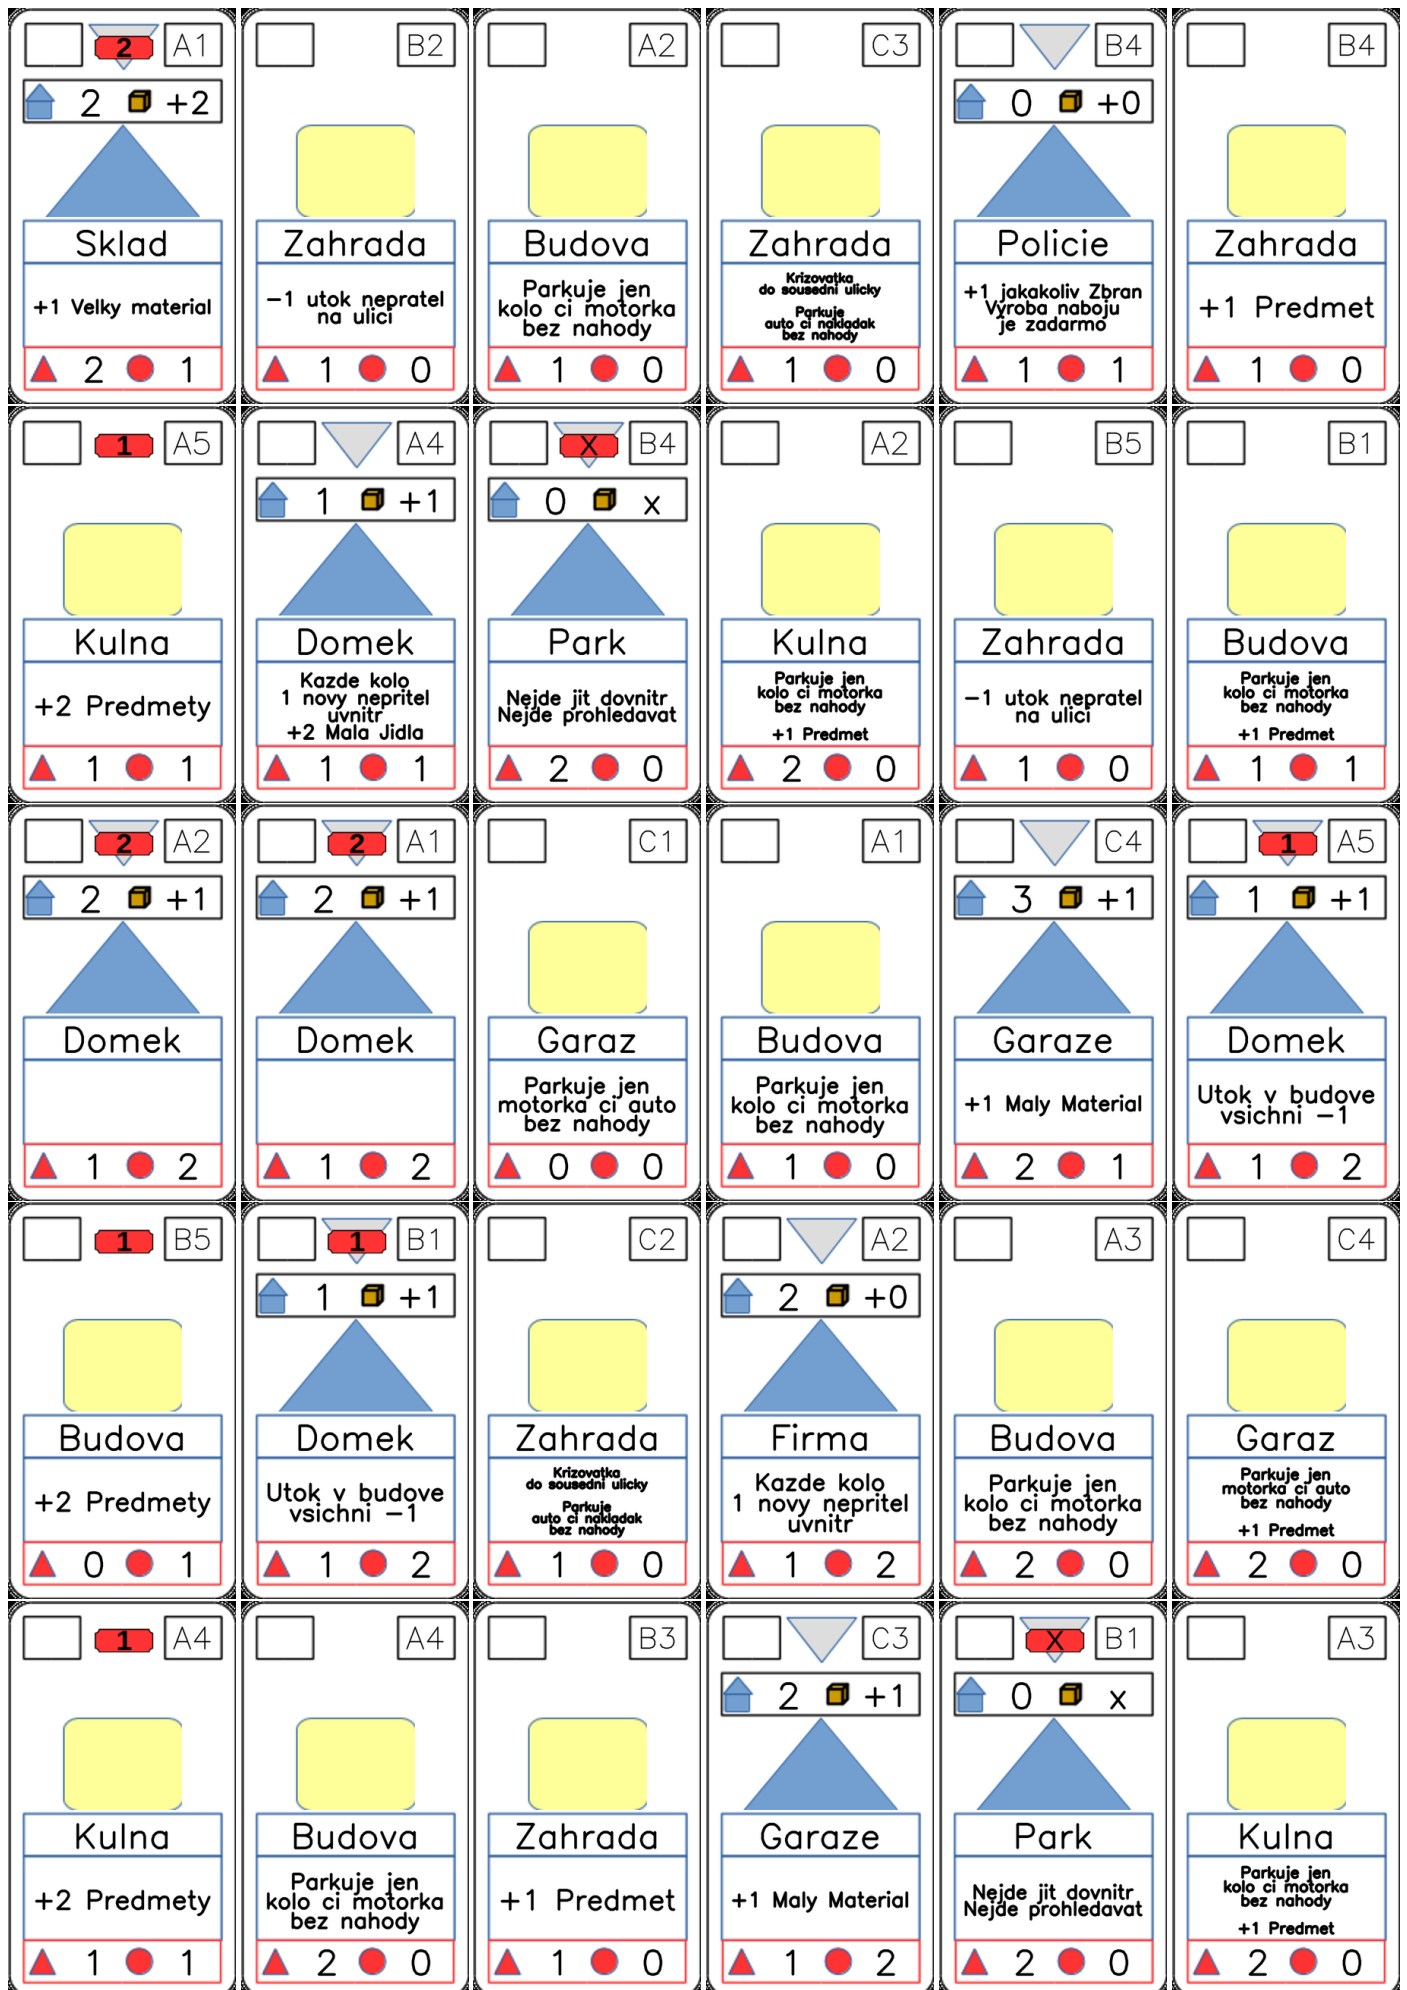 2 A1
2 +2
Sklad
+1 Velky material
2 1
B2
Zahrada
-1 utok nepratel
na ulici
1 0
A2
Budova
Parkuje jen
kolo ci motorka
bez nahody
1 0
C3
Zahrada
Krizovatka
do sousedni ulicky
Parkuje
auto ci nakladak
bez nahody
1 0
B4
0 +0
Policie
+1 jakakoliv Zbran
Vyroba naboju
je zadarmo
1 1
B4
Zahrada
+1 Predmet
1 0
1 A5
Kulna
+2 Predmety
1 1
A4
1 +1
Domek
Kazde kolo
1 novy nepritel
uvnitr
+2 Mala Jidla
1 1
X B4
0 x
Park
Nejde jit dovnitr
Nejde prohledavat
2 0
A2
Kulna
Parkuje jen
kolo ci motorka
bez nahody
+1 Predmet
2 0
B5
Zahrada
-1 utok nepratel
na ulici
1 0
B1
Budova
Parkuje jen
kolo ci motorka
bez nahody
+1 Predmet
1 1
2 A2
2 +1
Domek
1 2
2 A1
2 +1
Domek
1 2
C1
Garaz
Parkuje jen
motorka ci auto
bez nahody
0 0
A1
Budova
Parkuje jen
kolo ci motorka
bez nahody
1 0
C4
3 +1
Garaze
+1 Maly Material
2 1
1 A5
1 +1
Domek
Utok v budove
vsichni -1
1 2
1 B5
Budova
+2 Predmety
0 1
1 B1
1 +1
Domek
Utok v budove
vsichni -1
1 2
C2
Zahrada
Krizovatka
do sousedni ulicky
Parkuje
auto ci nakladak
bez nahody
1 0
A2
2 +0
Firma
Kazde kolo
1 novy nepritel
uvnitr
1 2
A3
Budova
Parkuje jen
kolo ci motorka
bez nahody
2 0
C4
Garaz
Parkuje jen
motorka ci auto
bez nahody
+1 Predmet
2 0
1 A4
Kulna
+2 Predmety
1 1
A4
Budova
Parkuje jen
kolo ci motorka
bez nahody
2 0
B3
Zahrada
+1 Predmet
1 0
C3
2 +1
Garaze
+1 Maly Material
1 2
X B1
0 x
Park
Nejde jit dovnitr
Nejde prohledavat
2 0
A3
Kulna
Parkuje jen
kolo ci motorka
bez nahody
+1 Predmet
2 0